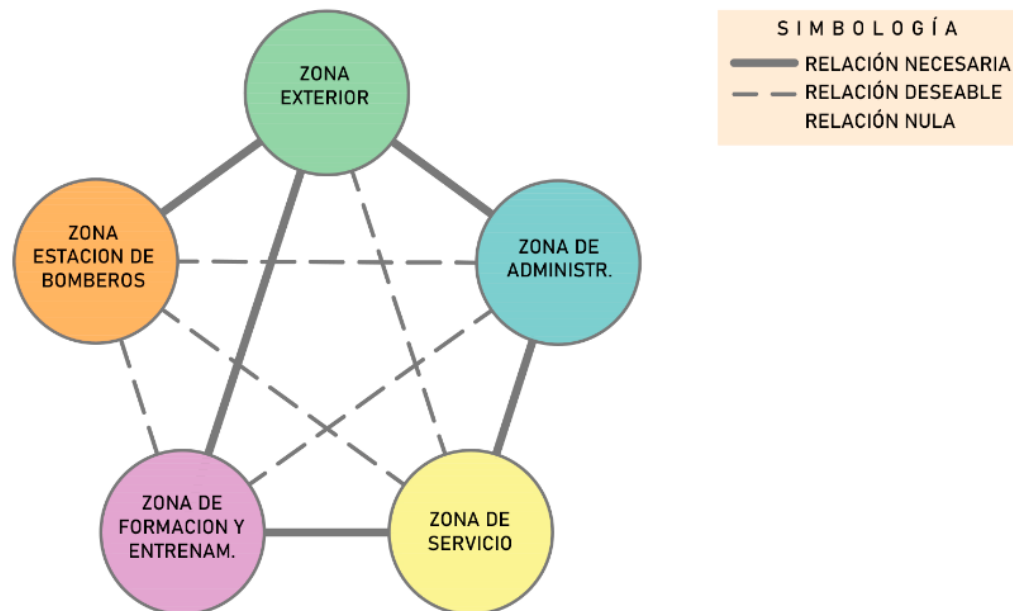 ZONA
EXTERIOR
ZONA
ESTACION DE
BOMBEROS
ZONA DE
ADMINISTR.
ZONA DE
FORMACION Y
ENTRENAM.
ZONA DE
SERVICIO
SIMBOLOGÍA
RELACIÓN NECESARIA
RELACIÓN DESEABLE
RELACIÓN NULA